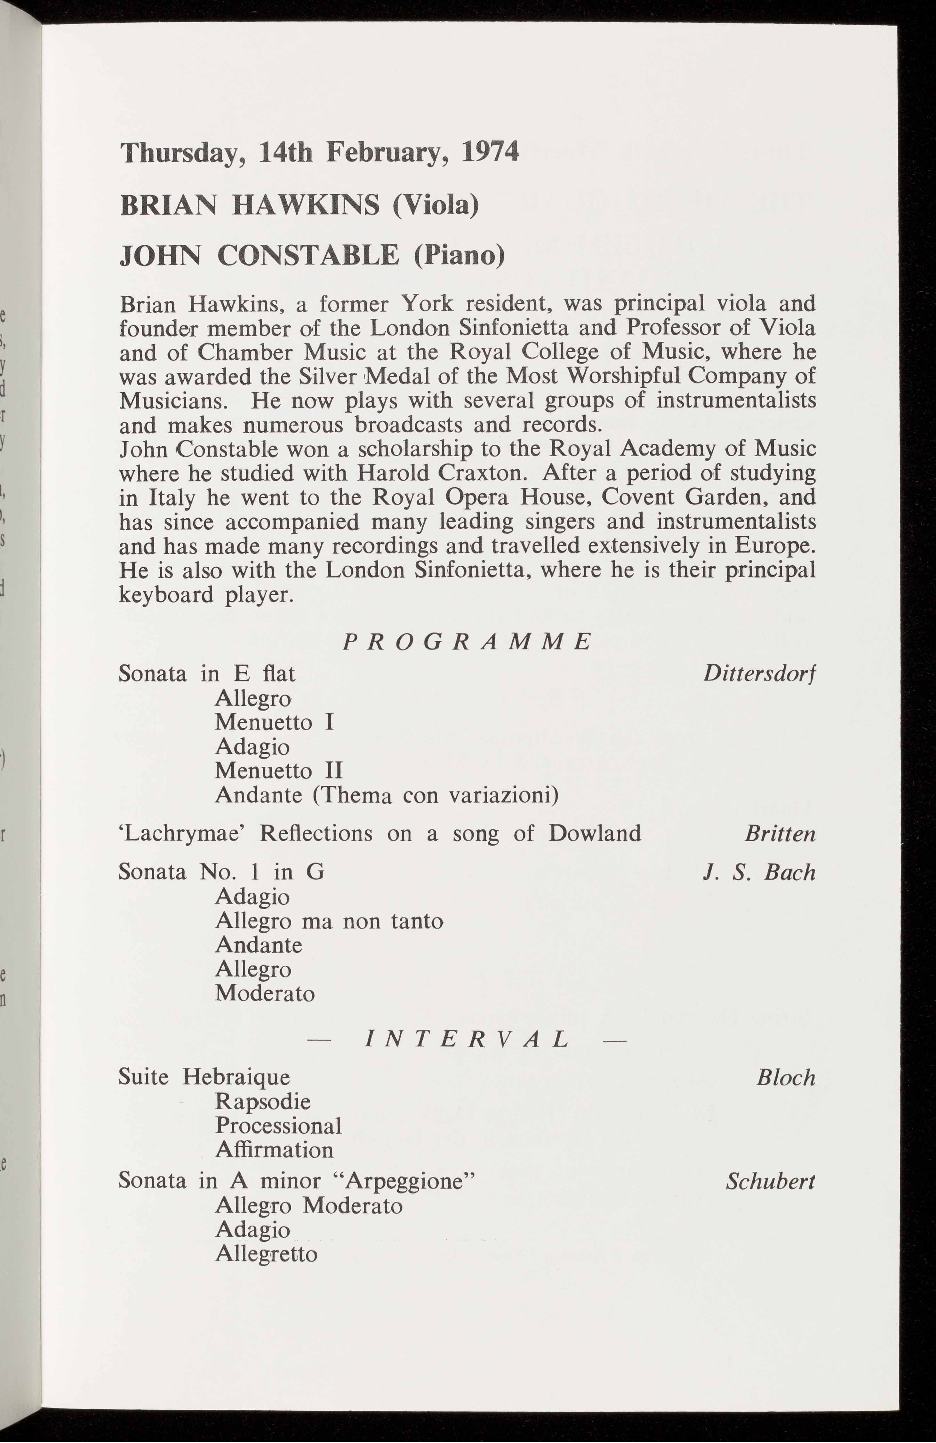 Thursday, 14th February, 1974
BRIAN HAWKINS (Viola)
JOHN CONSTABLE (Piano)
Brian Hawkins, a former York resident, was principal viola and
founder member of the London Sinfonietta and Professor of Viola
and of Chamber Music at the Royal College of Music, where he
was awarded the Silver Medal of the Most Worshipful Company of
Musicians. He now plays with several groups of instrumentalists
and makes numerous broadcasts and records.
John Constable won a scholarship to the Royal Academy of Music
where he studied with Harold Craxton. After a period of studying
in Italy he went to the Royal Opera House, Covent Garden, and
has since accompanied many leading singers and instrumentalists
and has made many recordings and travelled extensively in Europe.
He is also with the London Sinfonietta, where he is their principal
keyboard player.
PROGRAMME
Sonata in E flat Dittersdorf
Allegro
Menuetto I
Adagio
Menuetto II
Andante (Thema con variazioni)
‘Lachrymae’ Reflections on a song of Dowland Britten
Sonata No. 1 in G J. S. Bach
Adagio
Allegro ma non tanto
Andante
Allegro
Moderato
— INTERVAL —
Suite Hebraique Bloch
Rapsodie
Processional
Affirmation
Sonata in A minor “Arpeggione” Schubert
Allegro Moderato
Adagio
Allegretto